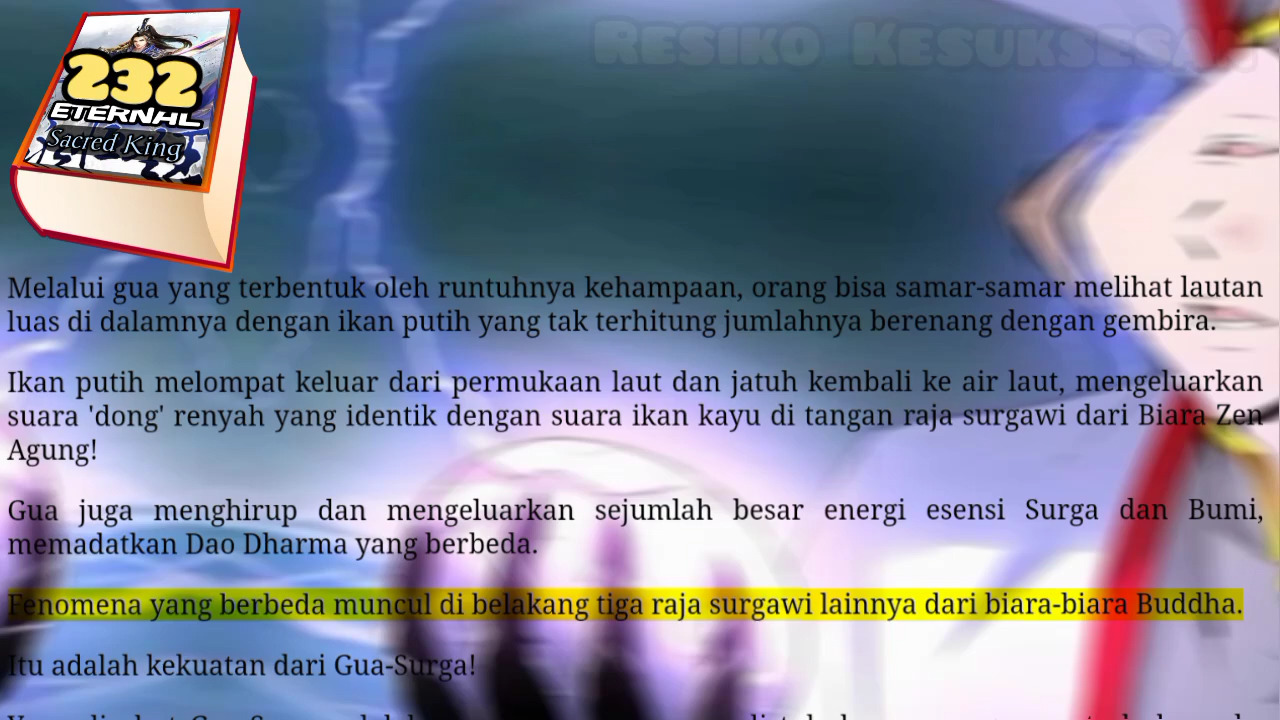 Resiko Kesuksesan
232
ETERNAL
Sacred King
Melalui gua yang terbentuk oleh runtuhnya kehampaan, orang bisa samar-samar melihat lautan
luas di dalamnya dengan ikan putih yang tak terhitung jumlahnya berenang dengan gembira.
Ikan putih melompat keluar dari permukaan laut dan jatuh kembali ke air laut, mengeluarkan
suara 'dong' renyah yang identik dengan suara ikan kayu di tangan raja surgawi dari Biara Zen
Agung!
Gua juga menghirup dan mengeluarkan sejumlah besar energi esensi Surga dan Bumi,
memadatkan Dao Dharma yang berbeda.
Fenomena yang berbeda muncul di belakang tiga raja surgawi lainnya dari biara-biara Buddha.
Itu adalah kekuatan dari Gua-Surga!